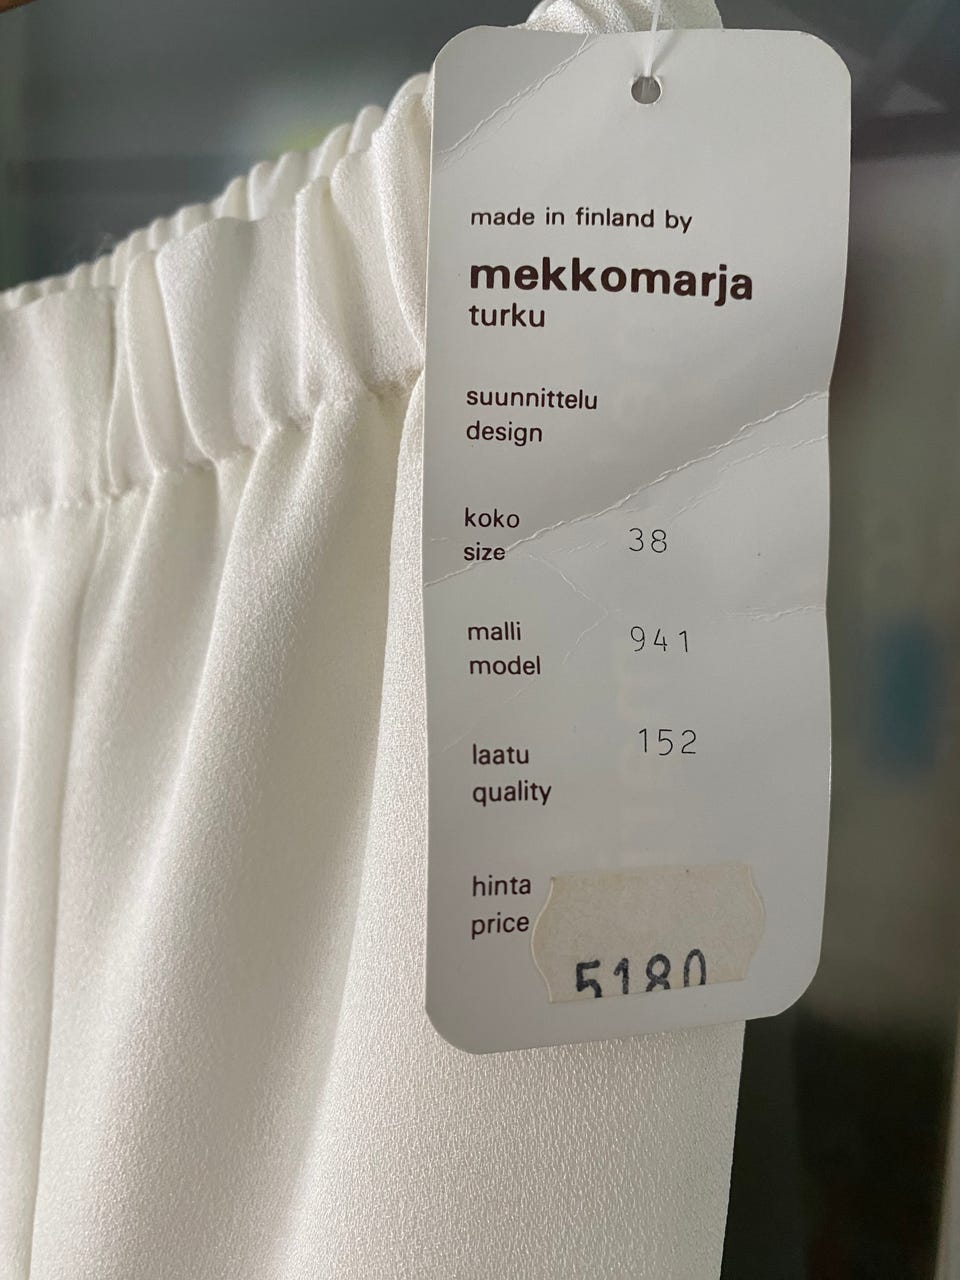 made in finland by
mekkomarja
turku
suunnittelu
design
koko
size 38
malli
model 941
laatu
quality 152
hinta
price
5180